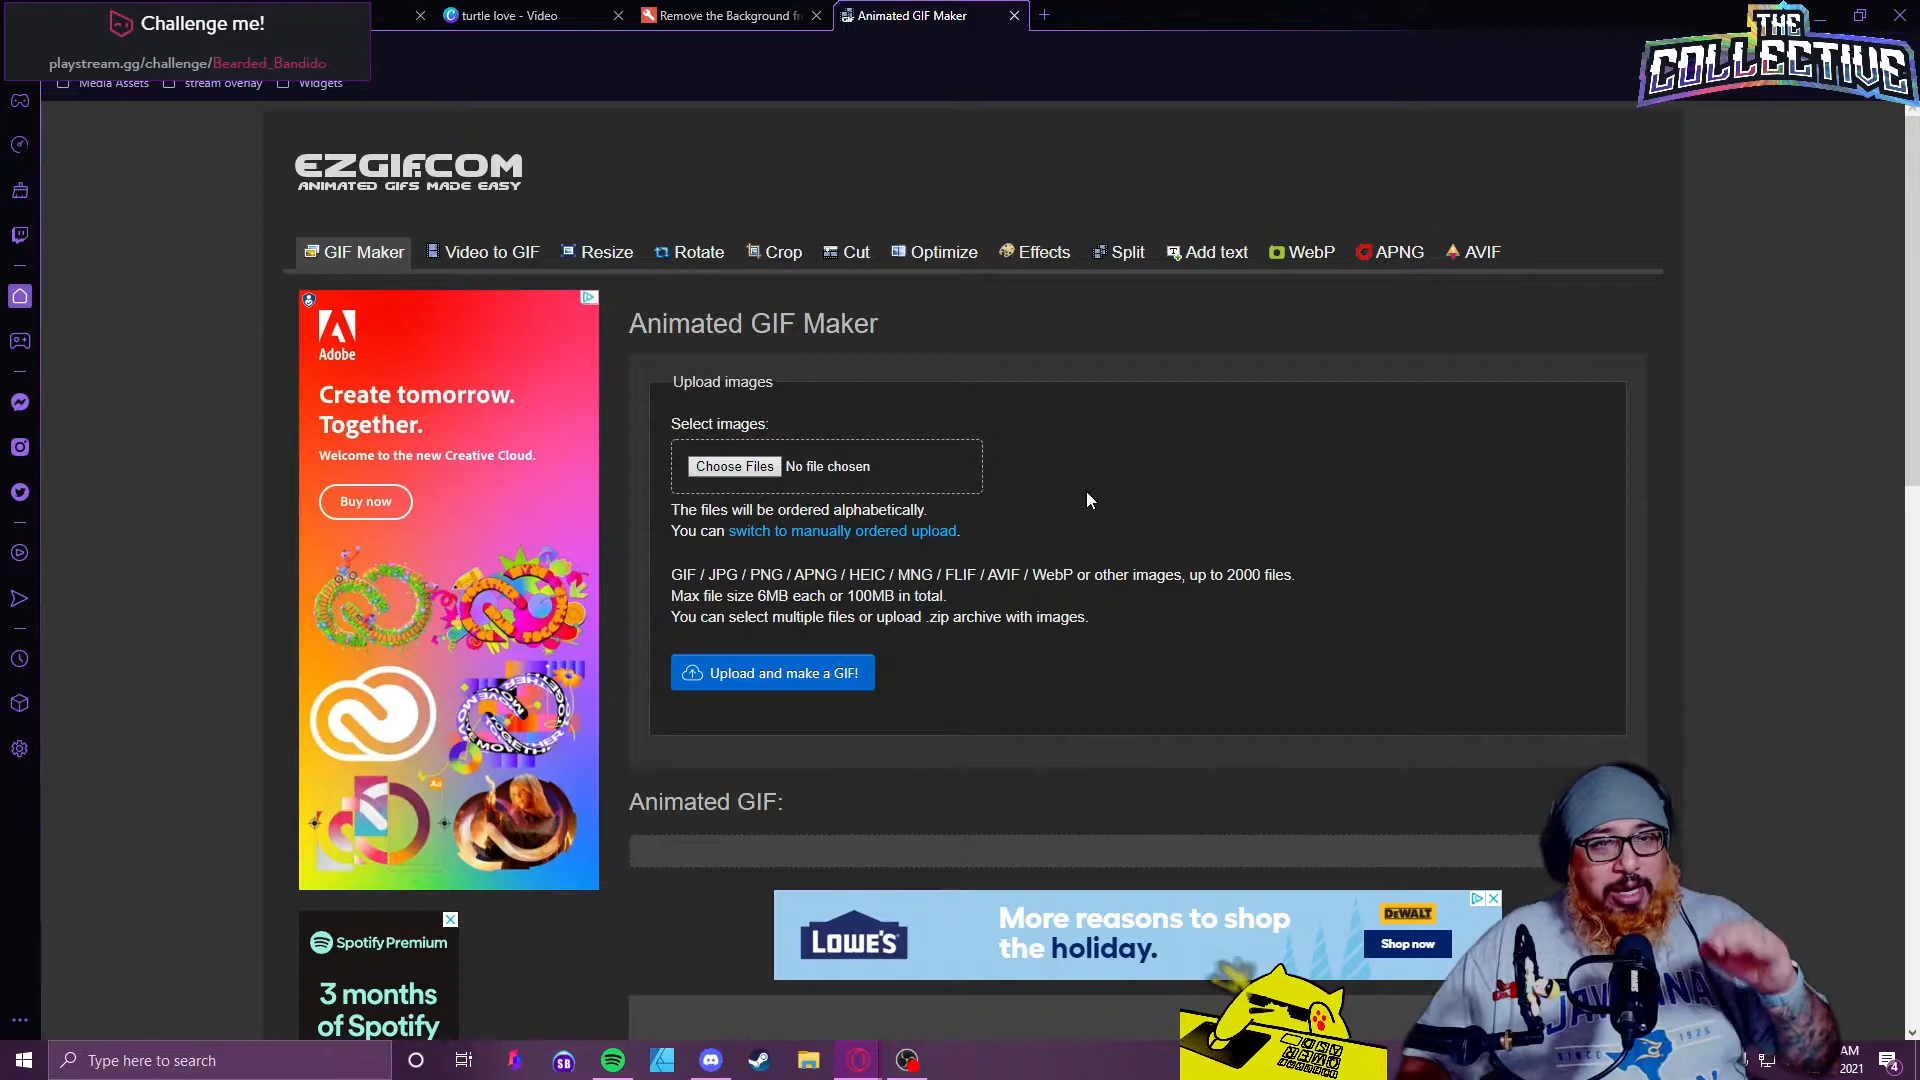 Challenge me!
playstream.gg/challenge/Bearded_Bandido
turtle love - Video
Remove the Background fr
Animated GIF Maker
THE COLLECTIVE
Media Assets
stream overlay
Widgets
EZGIF.COM
ANIMATED GIFS MADE EASY
GIF Maker
Video to GIF
Resize
Rotate
Crop
Cut
Optimize
Effects
Split
Add text
WebP
APNG
AVIF
Adobe
Create tomorrow.
Together.
Welcome to the new Creative Cloud.
Buy now
Animated GIF Maker
Upload images
Select images:
Choose Files No file chosen
The files will be ordered alphabetically.
You can switch to manually ordered upload.
GIF / JPG / PNG / APNG / HEIC / MNG / FLIF / AVIF / WebP or other images, up to 2000 files.
Max file size 6MB each or 100MB in total.
You can select multiple files or upload .zip archive with images.
Upload and make a GIF!
Animated GIF:
Spotify Premium
3 months
of Spotify
LOWE'S
More reasons to shop
the holiday.
DEWALT
Shop now
Type here to search
SB
AM
2021
4